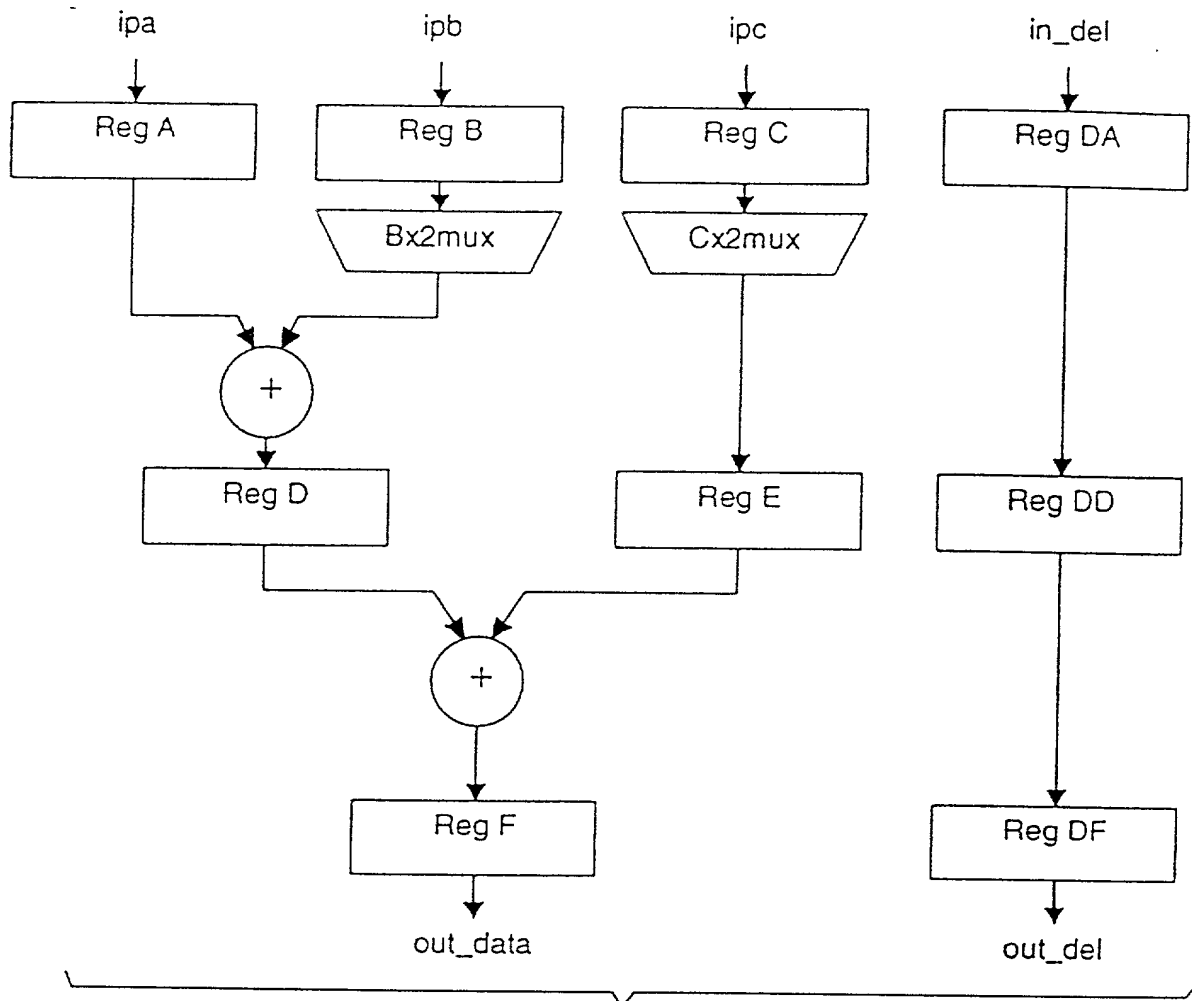 ipa ipb ipc in_del
Reg A Reg B Reg C Reg DA
Bx2mux Cx2mux
+
Reg D Reg E Reg DD
+
Reg F Reg DF
out_data out_del